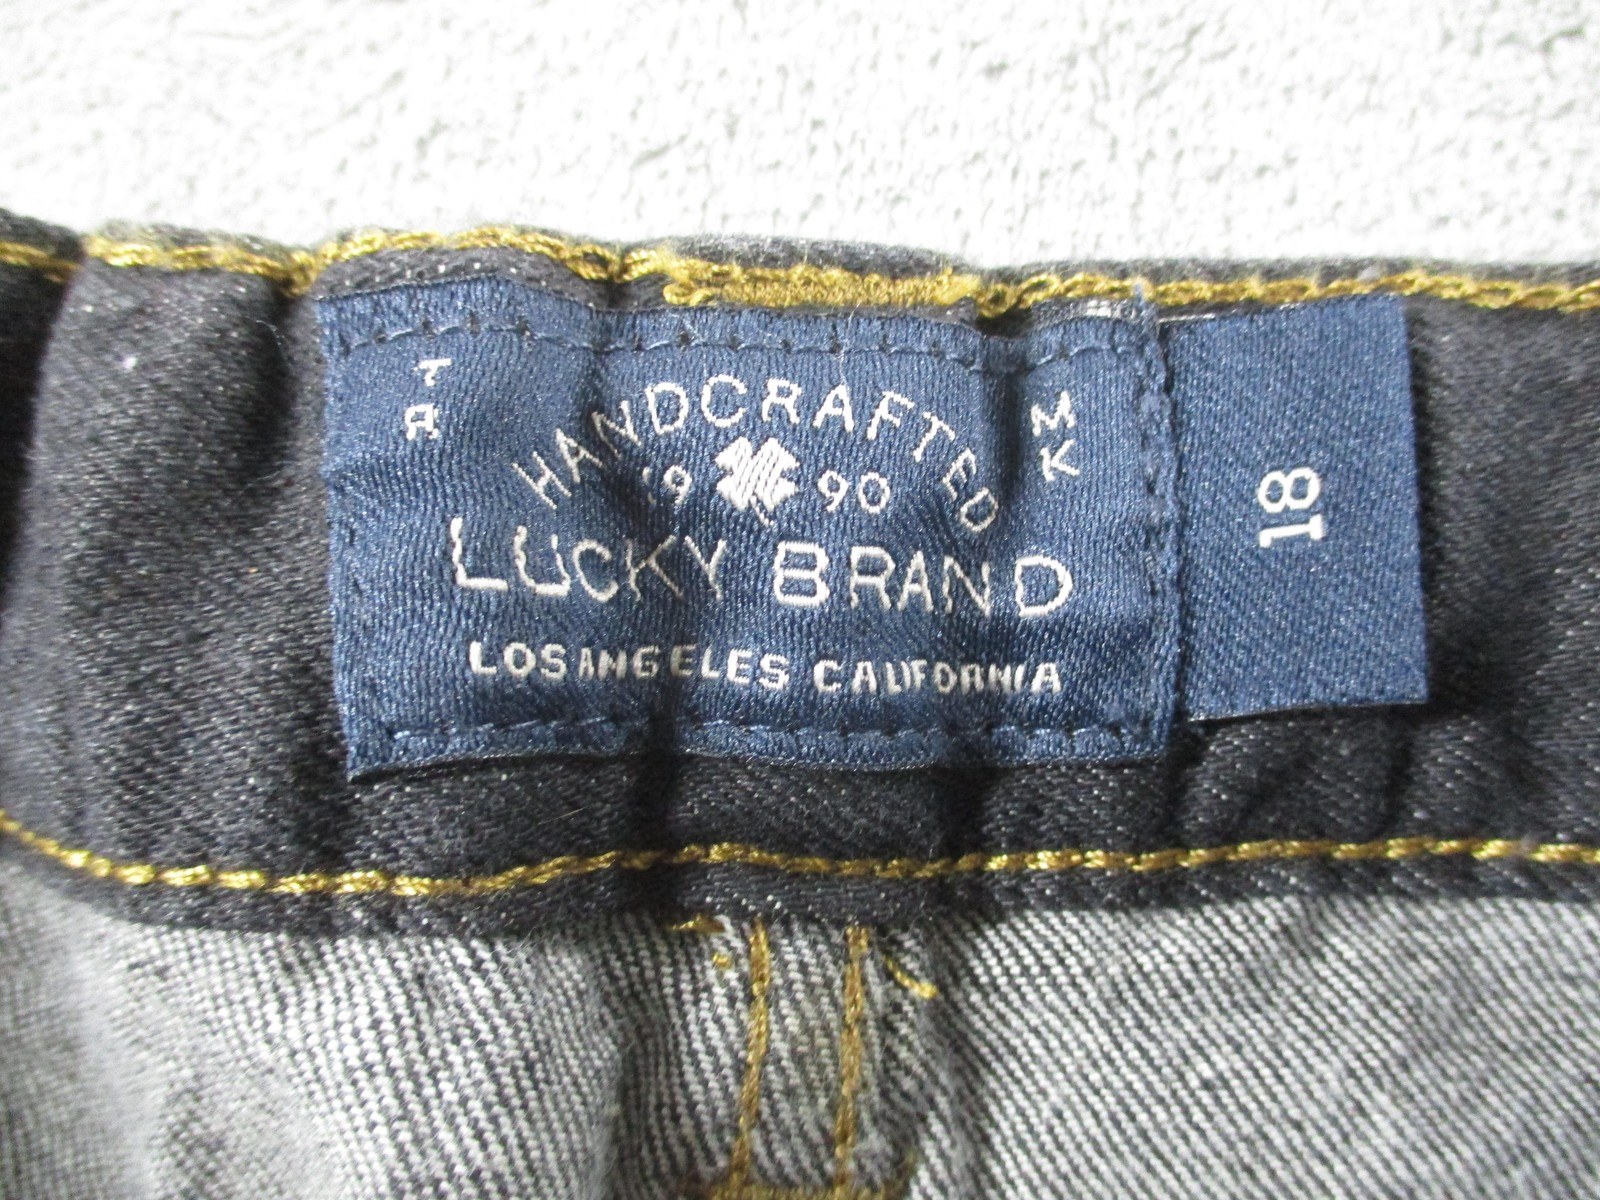 TR MK
HANDCRAFTED
19 90
LUCKY BRAND
LOS ANGELES CALIFORNIA
18